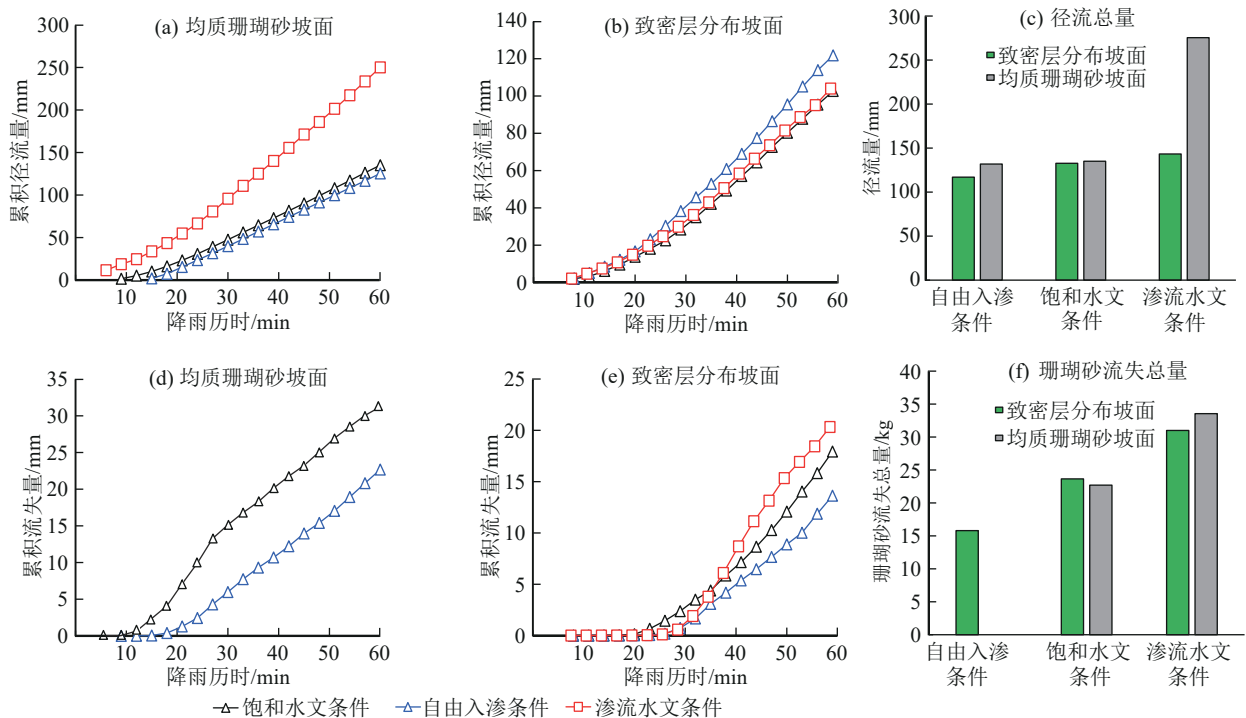 (a) 均质珊瑚砂坡面
累积径流量/mm
300
250
200
150
100
50
0
10
20
30
40
50
60
降雨历时/min
(b) 致密层分布坡面
累积径流量/mm
140
120
100
80
60
40
20
0
10
20
30
40
50
60
降雨历时/min
(c) 径流总量
径流量/mm
300
250
200
150
100
50
0
致密层分布坡面
均质珊瑚砂坡面
自由入渗
条件
饱和水文
条件
渗流水文
条件
(d) 均质珊瑚砂坡面
累积流失量/mm
35
30
25
20
15
10
5
0
10
20
30
40
50
60
降雨历时/min
(e) 致密层分布坡面
累积流失量/mm
25
20
15
10
5
0
10
20
30
40
50
60
降雨历时/min
(f) 珊瑚砂流失总量
珊瑚砂流失总量/kg
40
35
30
25
20
15
10
5
0
致密层分布坡面
均质珊瑚砂坡面
自由入渗
条件
饱和水文
条件
渗流水文
条件
饱和水文条件 自由入渗条件 渗流水文条件